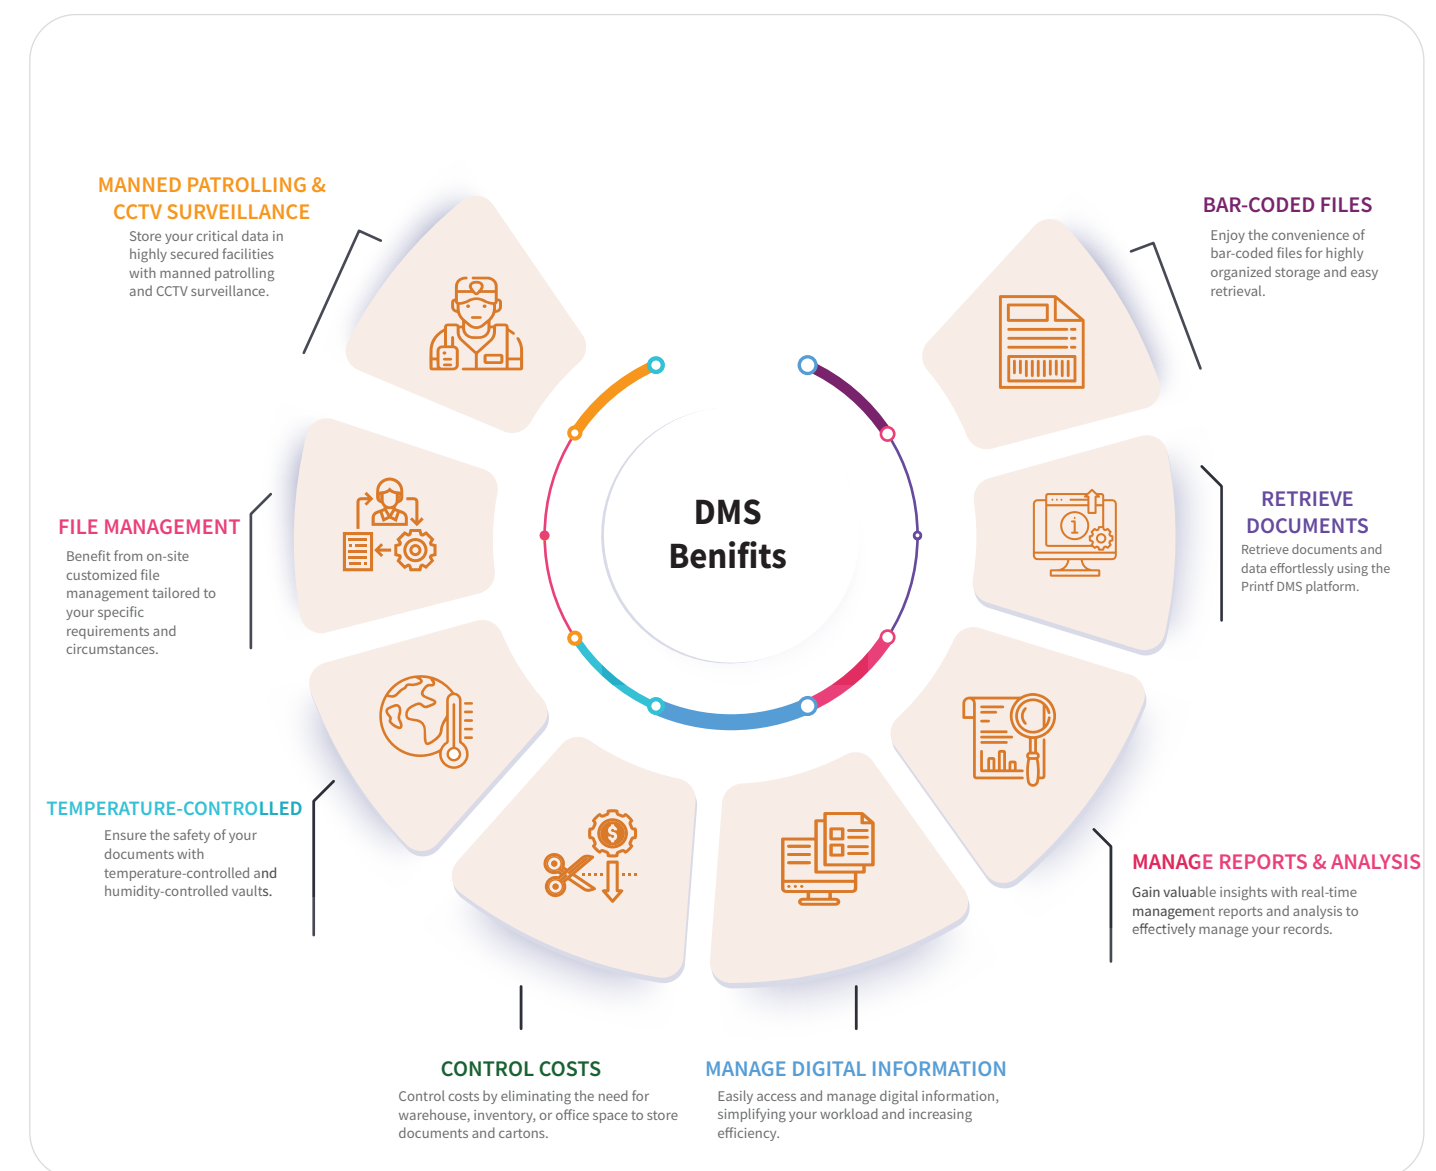 MANNED PATROLLING &
CCTV SURVEILLANCE
Store your critical data in
highly secured facilities
with manned patrolling
and CCTV surveillance.
BAR-CODED FILES
Enjoy the convenience of
bar-coded files for highly
organized storage and easy
retrieval.
FILE MANAGEMENT
Benefit from on-site
customized file
management tailored to
your specific
requirements and
circumstances.
DMS
Benifits
RETRIEVE
DOCUMENTS
Retrieve documents and
data effortlessly using the
Printf DMS platform.
TEMPERATURE-CONTROLLED
Ensure the safety of your
documents with
temperature-controlled and
humidity-controlled vaults.
MANAGE REPORTS & ANALYSIS
Gain valuable insights with real-time
management reports and analysis to
effectively manage your records.
CONTROL COSTS
Control costs by eliminating the need for
warehouse, inventory, or office space to store
documents and cartons.
MANAGE DIGITAL INFORMATION
Easily access and manage digital information,
simplifying your workload and increasing
efficiency.